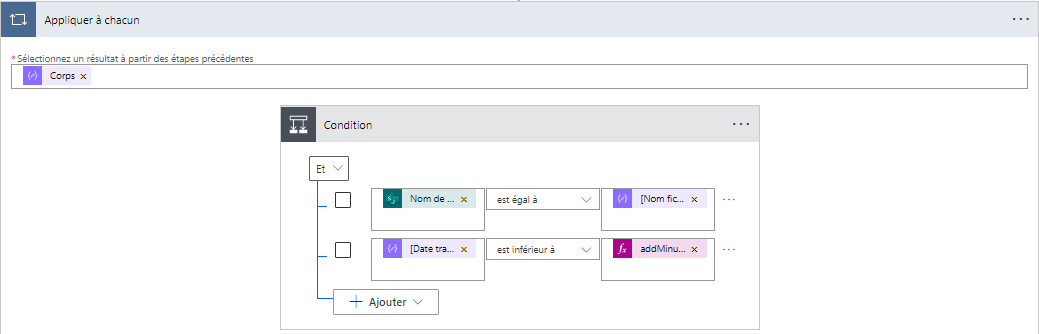 Appliquer à chacun
* Sélectionnez un résultat à partir des étapes précédentes
Corps ×
Condition
Et
Nom de ... × est égal à [Nom fic... ×
[Date tra... × est inférieur à fx addMinu... ×
+ Ajouter